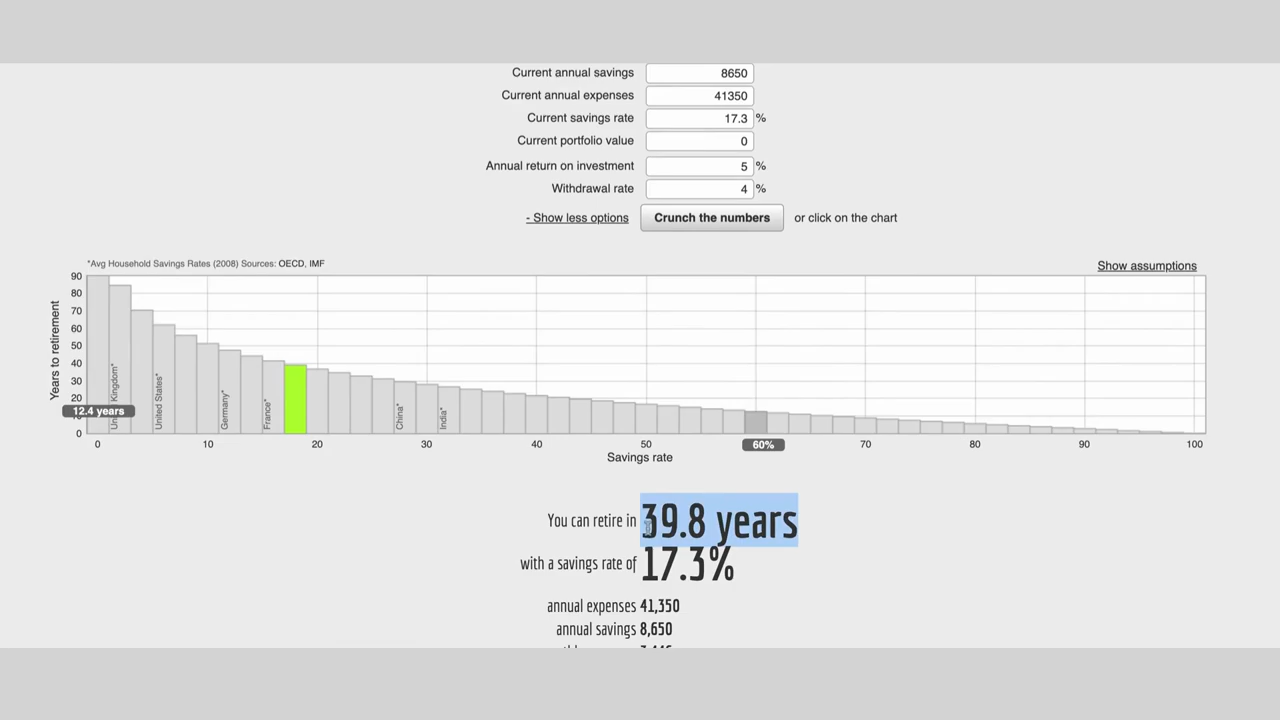 Current annual savings 8650
Current annual expenses 41350
Current savings rate 17.3 %
Current portfolio value 0
Annual return on investment 5 %
Withdrawal rate 4 %
- Show less options Crunch the numbers or click on the chart
*Avg Household Savings Rates (2008) Sources: OECD, IMF
Show assumptions
Years to retirement
90
80
70
60
50
40
30
20
10
0
12.4 years
Kingdom*
United States*
Germany*
France*
China*
India*
0 10 20 30 40 50 60% 70 80 90 100
Savings rate
You can retire in 39.8 years
with a savings rate of 17.3%
annual expenses 41,350
annual savings 8,650